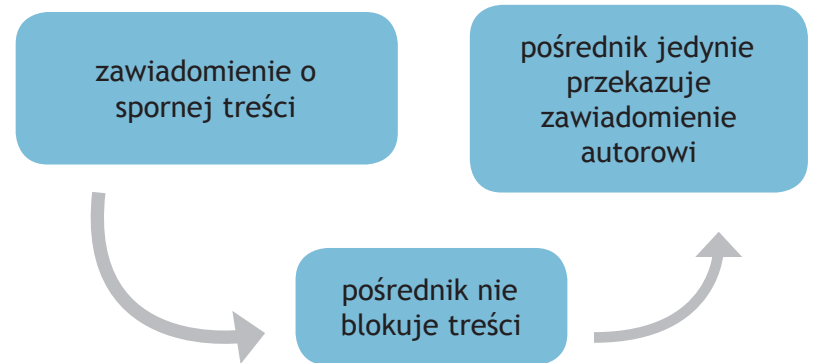 zawiadomienie o
spornej treści
pośrednik nie
blokuje treści
pośrednik jedynie
przekazuje
zawiadomienie
autorowi